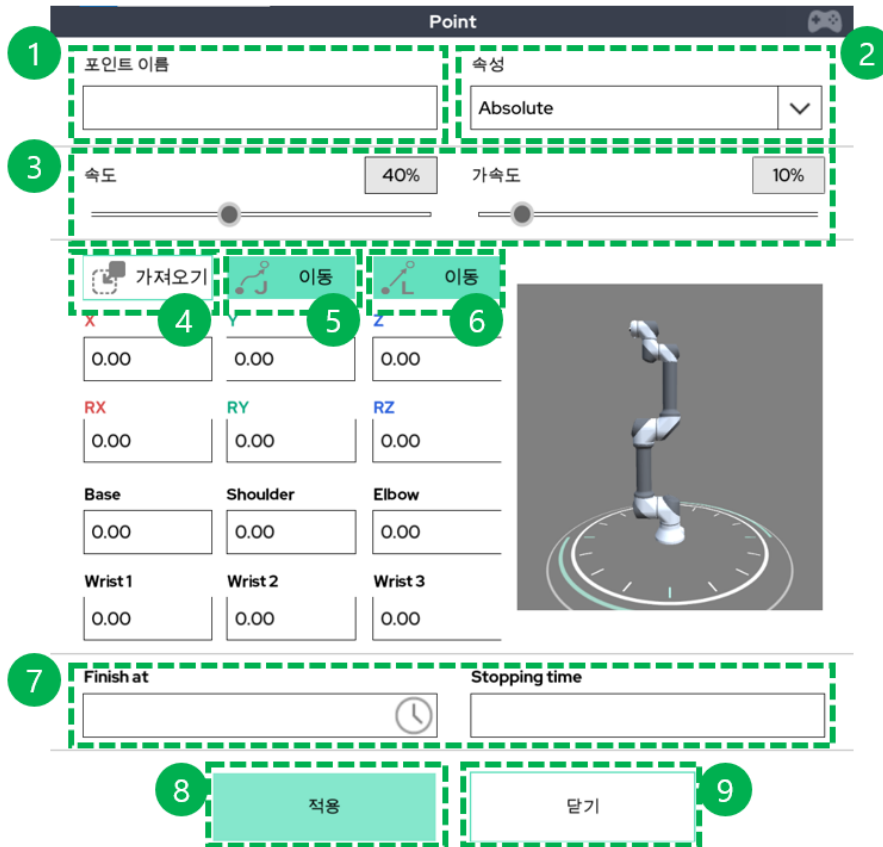 Point
1
포인트 이름
속성
2
Absolute
3
속도
40%
가속도
10%
가져오기
J
이동
L
이동
4
5
6
X
Y
Z
0.00
0.00
0.00
RX
RY
RZ
0.00
0.00
0.00
Base
Shoulder
Elbow
0.00
0.00
0.00
Wrist 1
Wrist 2
Wrist 3
0.00
0.00
0.00
7
Finish at
Stopping time
8
적용
닫기
9